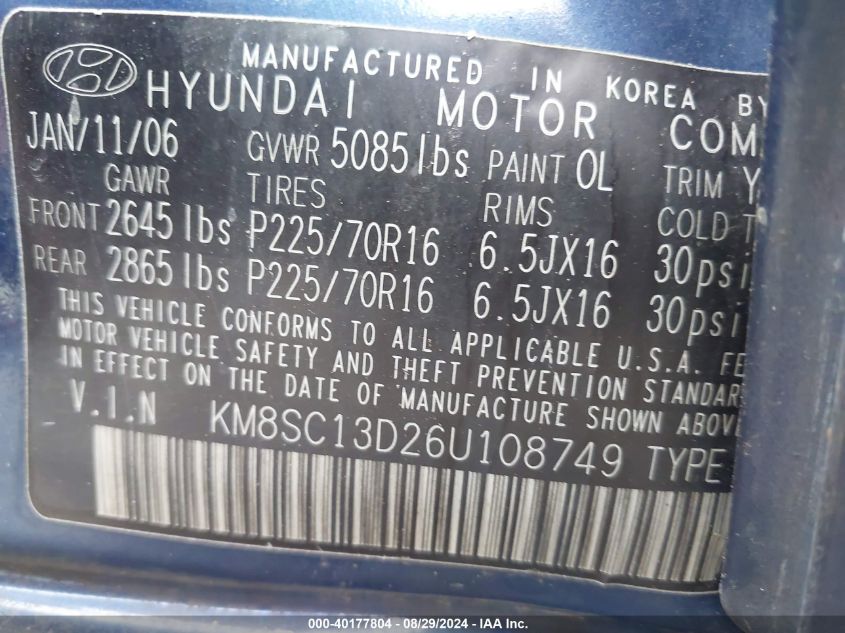 MANUFACTURED IN KOREA BY
HYUNDAI MOTOR COM
JAN/11/06 GVWR 5085lbs PAINT OL TRIM Y
GAWR TIRES RIMS COLD T
FRONT 2645lbs P225/70R16 6.5JX16 30psi
REAR 2865lbs P225/70R16 6.5JX16 30psi
THIS VEHICLE CONFORMS TO ALL APPLICABLE U.S.A. FE
MOTOR VEHICLE SAFETY AND THEFT PREVENTION STANDAR
IN EFFECT ON THE DATE OF MANUFACTURE SHOWN ABOV
V.I.N KM8SC13D26U108749 TYPE
000-40177804 - 08/29/2024 - IAA Inc.